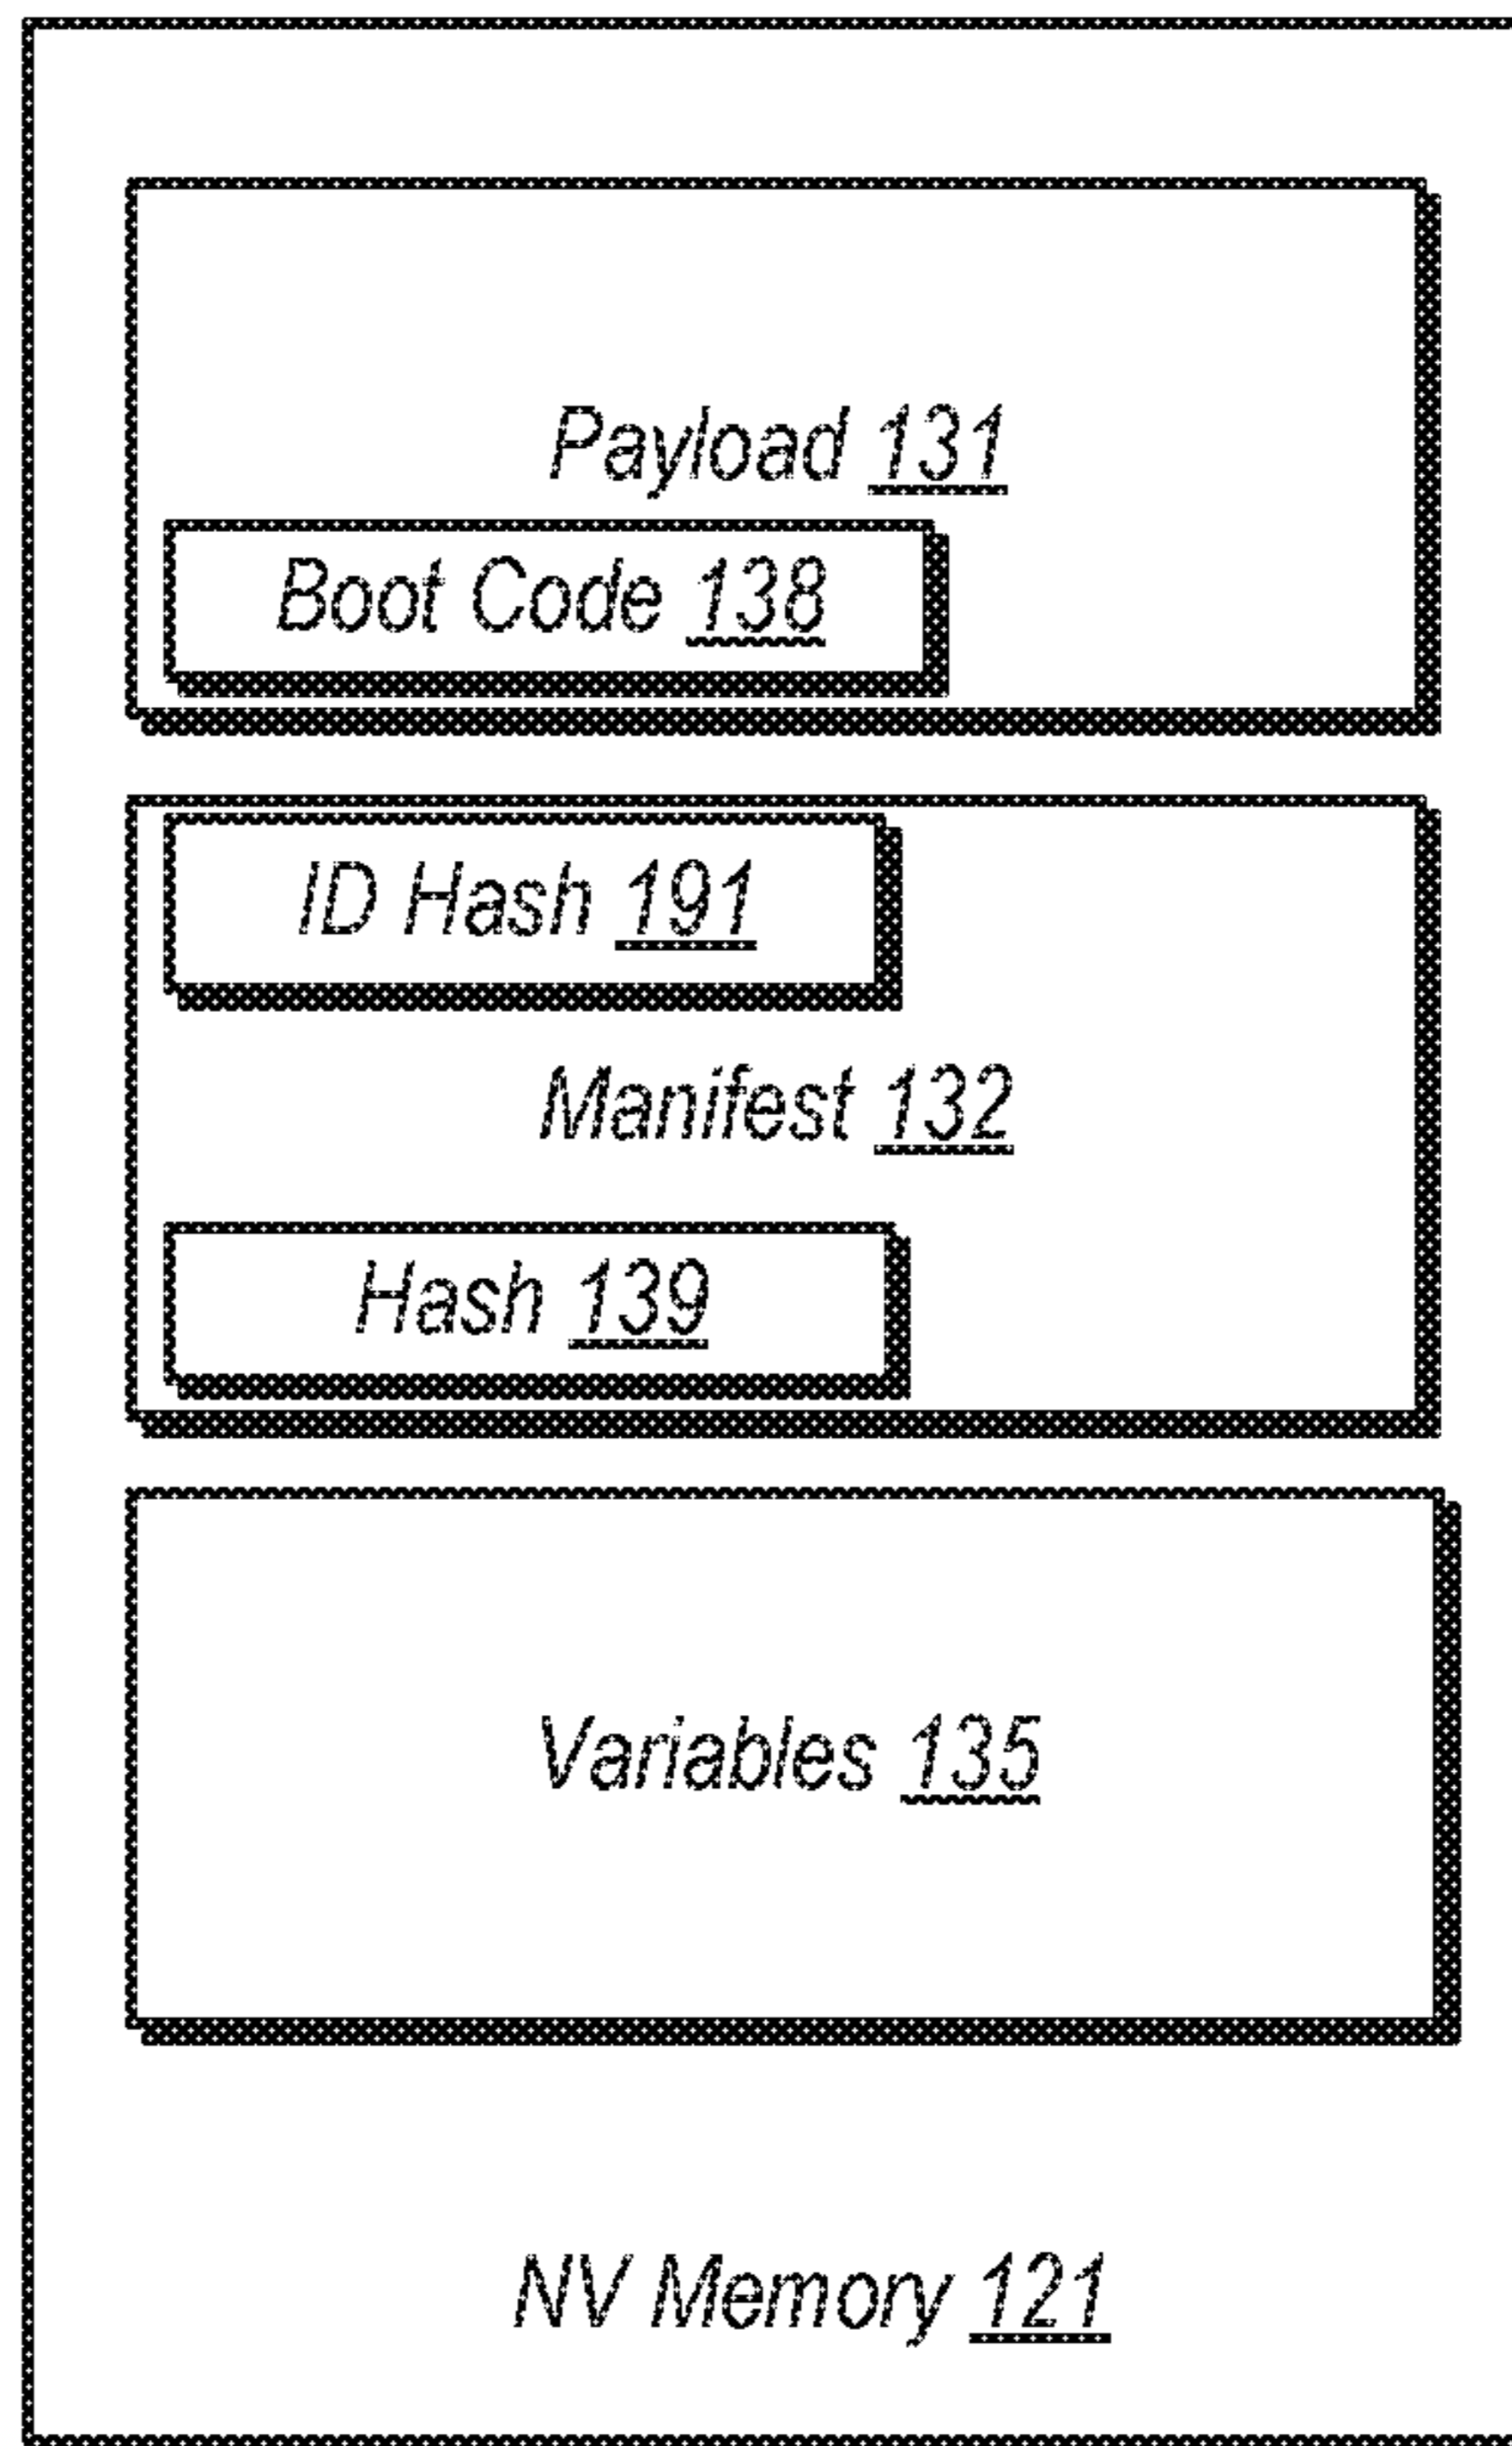 Payload 131
Boot Code 138
ID Hash 191
Manifest 132
Hash 139
Variables 135
NV Memory 121